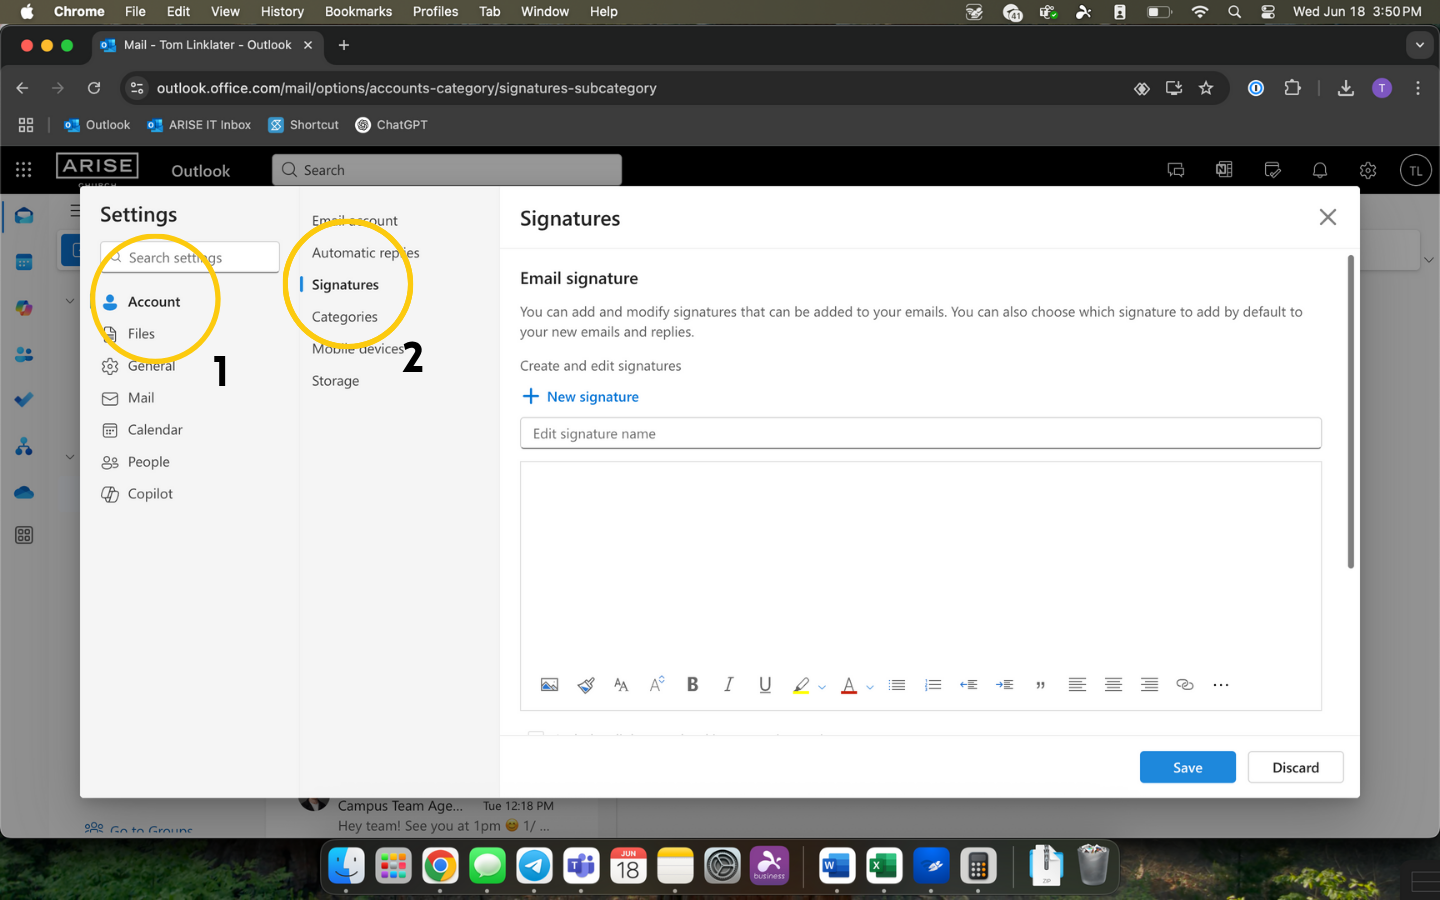 Chrome File Edit View History Bookmarks Profiles Tab Window Help
41
Wed Jun 18 3:50 PM
Mail - Tom Linklater - Outlook
outlook.office.com/mail/options/accounts-category/signatures-subcategory
T
Outlook ARISE IT Inbox Shortcut ChatGPT
ARISE
CHURCH
Outlook
Search
TL
Settings
Search settings
Account
Files
General
Mail
Calendar
People
Copilot
1
Email account
Automatic replies
Signatures
Categories
Mobile devices
Storage
2
Signatures
Email signature
You can add and modify signatures that can be added to your emails. You can also choose which signature to add by default to
your new emails and replies.
Create and edit signatures
New signature
Edit signature name
Save Discard
Go to Groups
Campus Team Age... Tue 12:18 PM
Hey team! See you at 1pm 😊 1/ ...
JUN
18
business
ZIP